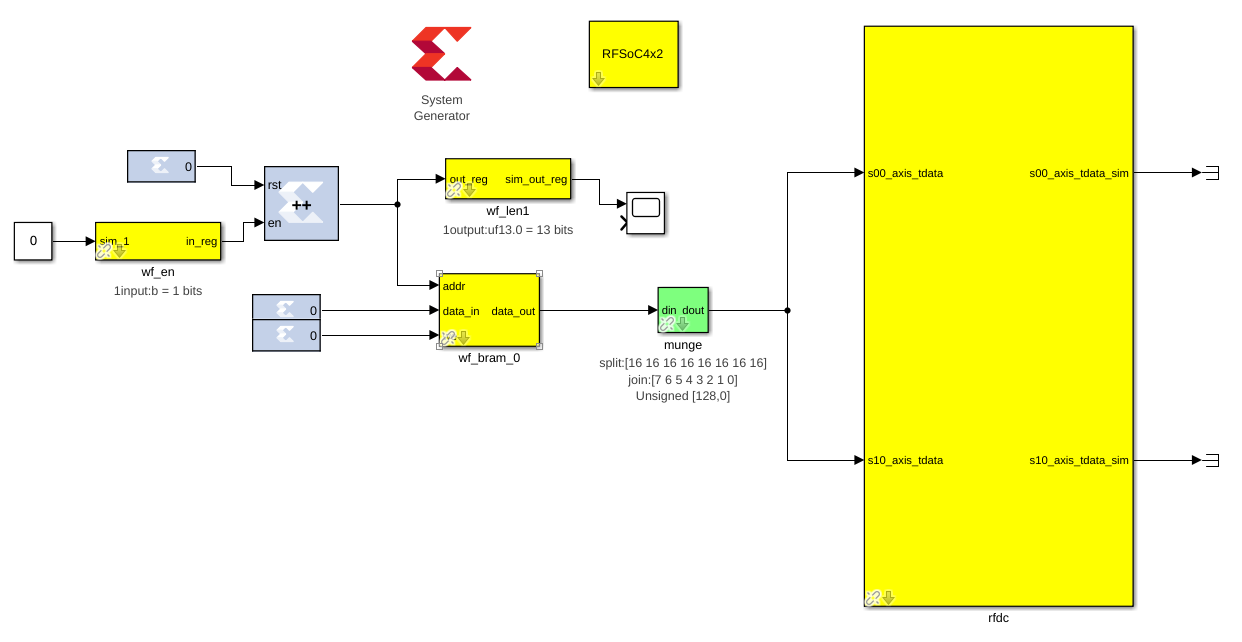 RFSoC4x2
System
Generator
0
rst
++
en
0
sim_1
in_reg
wf_en
1input:b = 1 bits
out_reg
sim_out_reg
wf_len1
1output:uf13.0 = 13 bits
0
0
addr
data_in
data_out
wf_bram_0
din
dout
munge
split:[16 16 16 16 16 16 16 16]
join:[7 6 5 4 3 2 1 0]
Unsigned [128,0]
s00_axis_tdata
s00_axis_tdata_sim
s10_axis_tdata
s10_axis_tdata_sim
rfdc